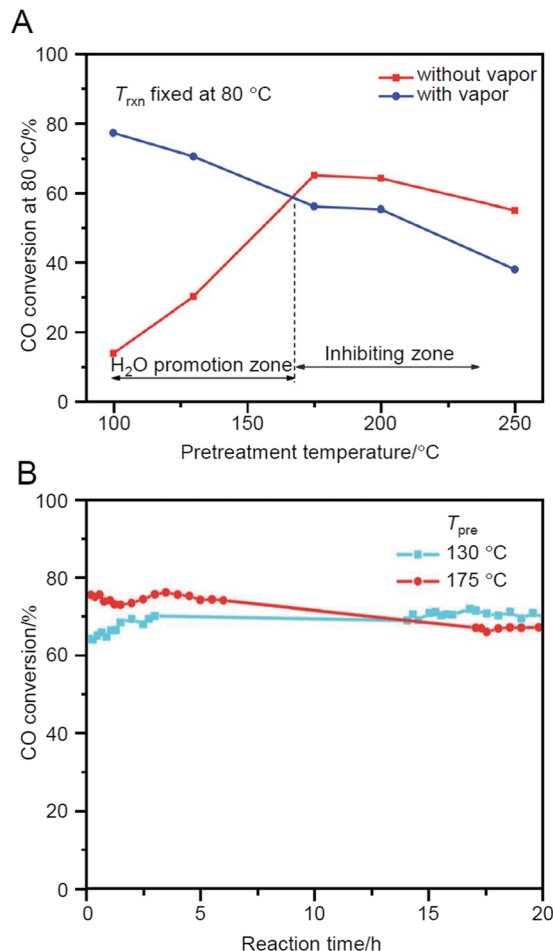 A
CO conversion at 80 °C/%
100
80
60
40
20
0
T_rxn fixed at 80 °C
without vapor
with vapor
H₂O promotion zone
Inhibiting zone
100 150 200 250
Pretreatment temperature/°C
B
CO conversion/%
100
80
60
40
20
0
T_pre
130 °C
175 °C
0 5 10 15 20
Reaction time/h